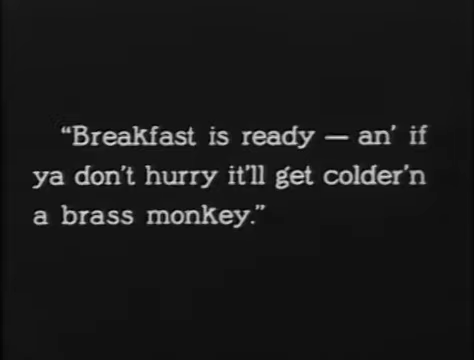 “Breakfast is ready — an’ if
ya don’t hurry it’ll get colder’n
a brass monkey.”